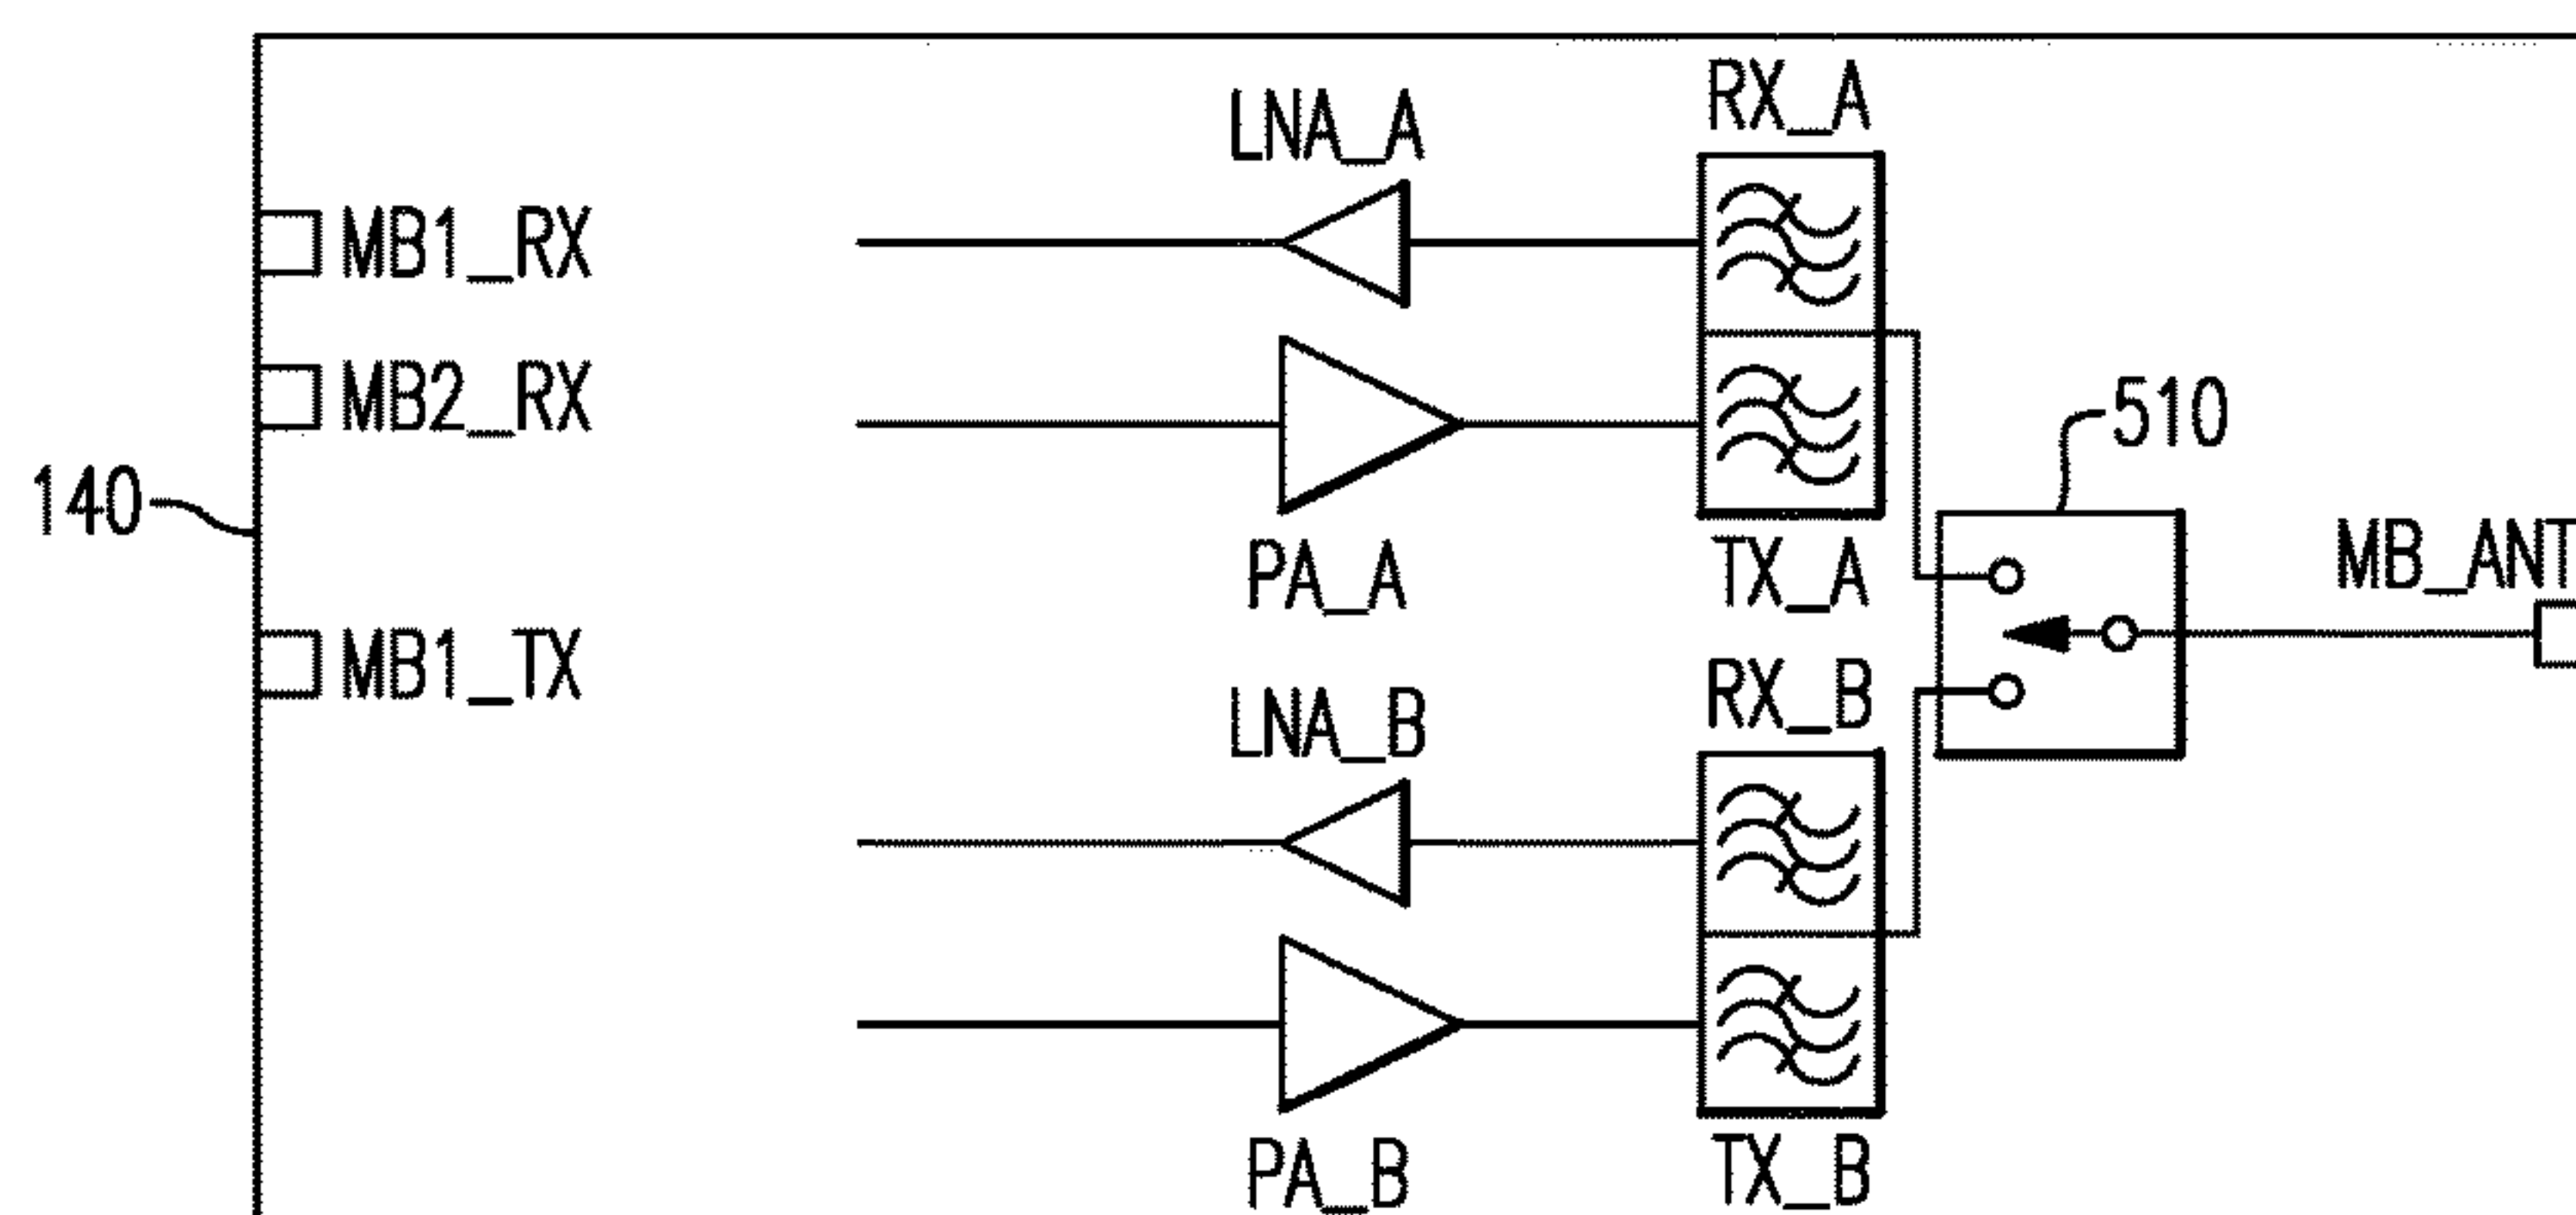 RX_A
LNA_A
MB1_RX
MB2_RX
510
140
MB_ANT
PA_A
TX_A
MB1_TX
RX_B
LNA_B
PA_B
TX_B